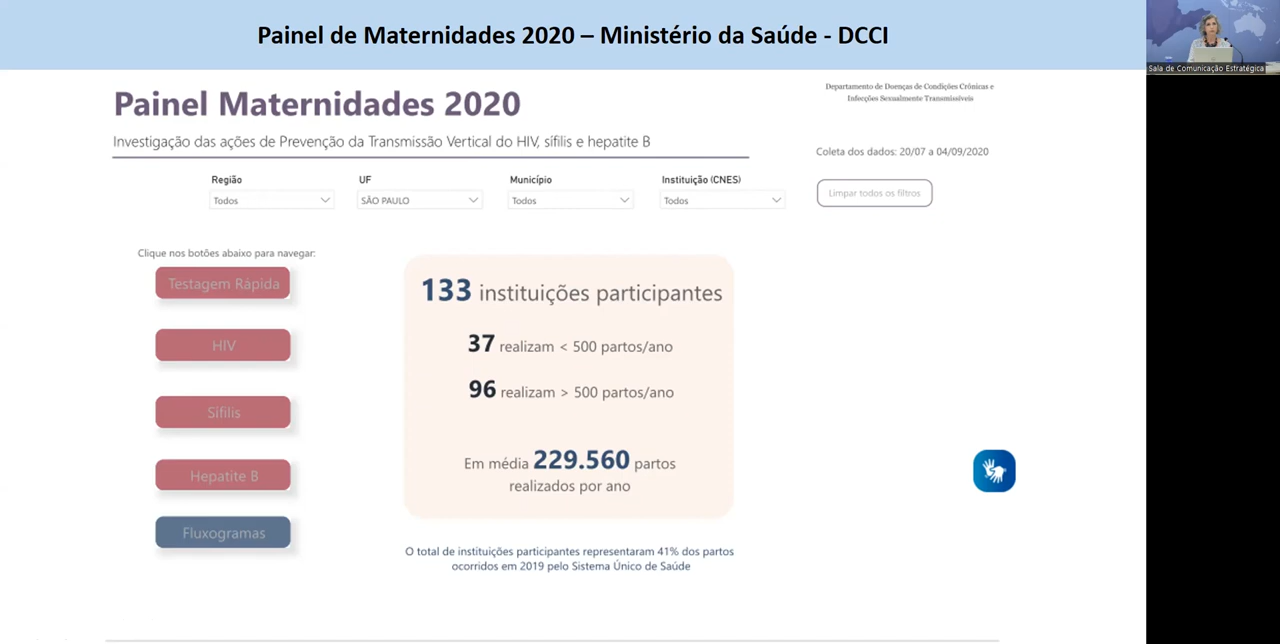 Painel de Maternidades 2020 – Ministério da Saúde - DCCI
Sala de Comunicação Estratégica
Painel Maternidades 2020
Departamento de Doenças de Condições Crônicas e
Infecções Sexualmente Transmissíveis
Investigação das ações de Prevenção da Transmissão Vertical do HIV, sífilis e hepatite B
Coleta dos dados: 20/07 a 04/09/2020
Região
UF
Município
Instituição (CNES)
Todos
SÃO PAULO
Todos
Todos
Limpar todos os filtros
Clique nos botões abaixo para navegar:
Testagem Rápida
HIV
Sífilis
Hepatite B
Fluxogramas
133 instituições participantes
37 realizam < 500 partos/ano
96 realizam > 500 partos/ano
Em média 229.560 partos
realizados por ano
O total de instituições participantes representaram 41% dos partos
ocorridos em 2019 pelo Sistema Único de Saúde